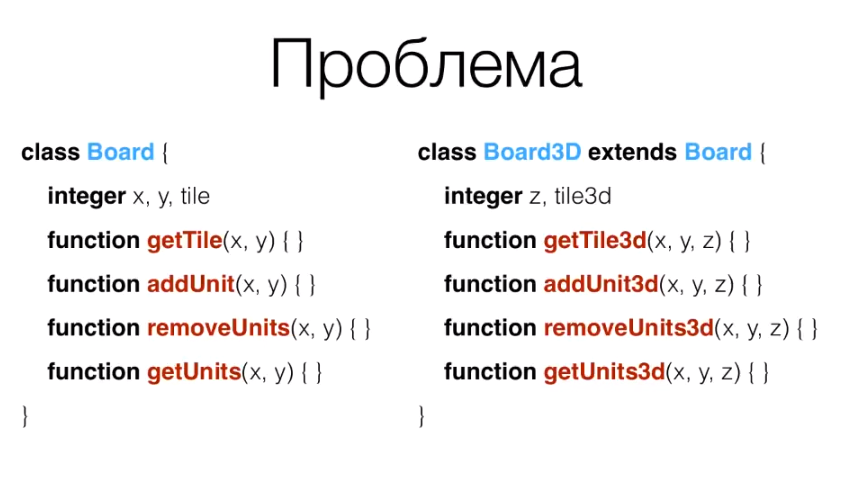 Проблема
class Board {
integer x, y, tile
function getTile(x, y) { }
function addUnit(x, y) { }
function removeUnits(x, y) { }
function getUnits(x, y) { }
}
class Board3D extends Board {
integer z, tile3d
function getTile3d(x, y, z) { }
function addUnit3d(x, y, z) { }
function removeUnits3d(x, y, z) { }
function getUnits3d(x, y, z) { }
}